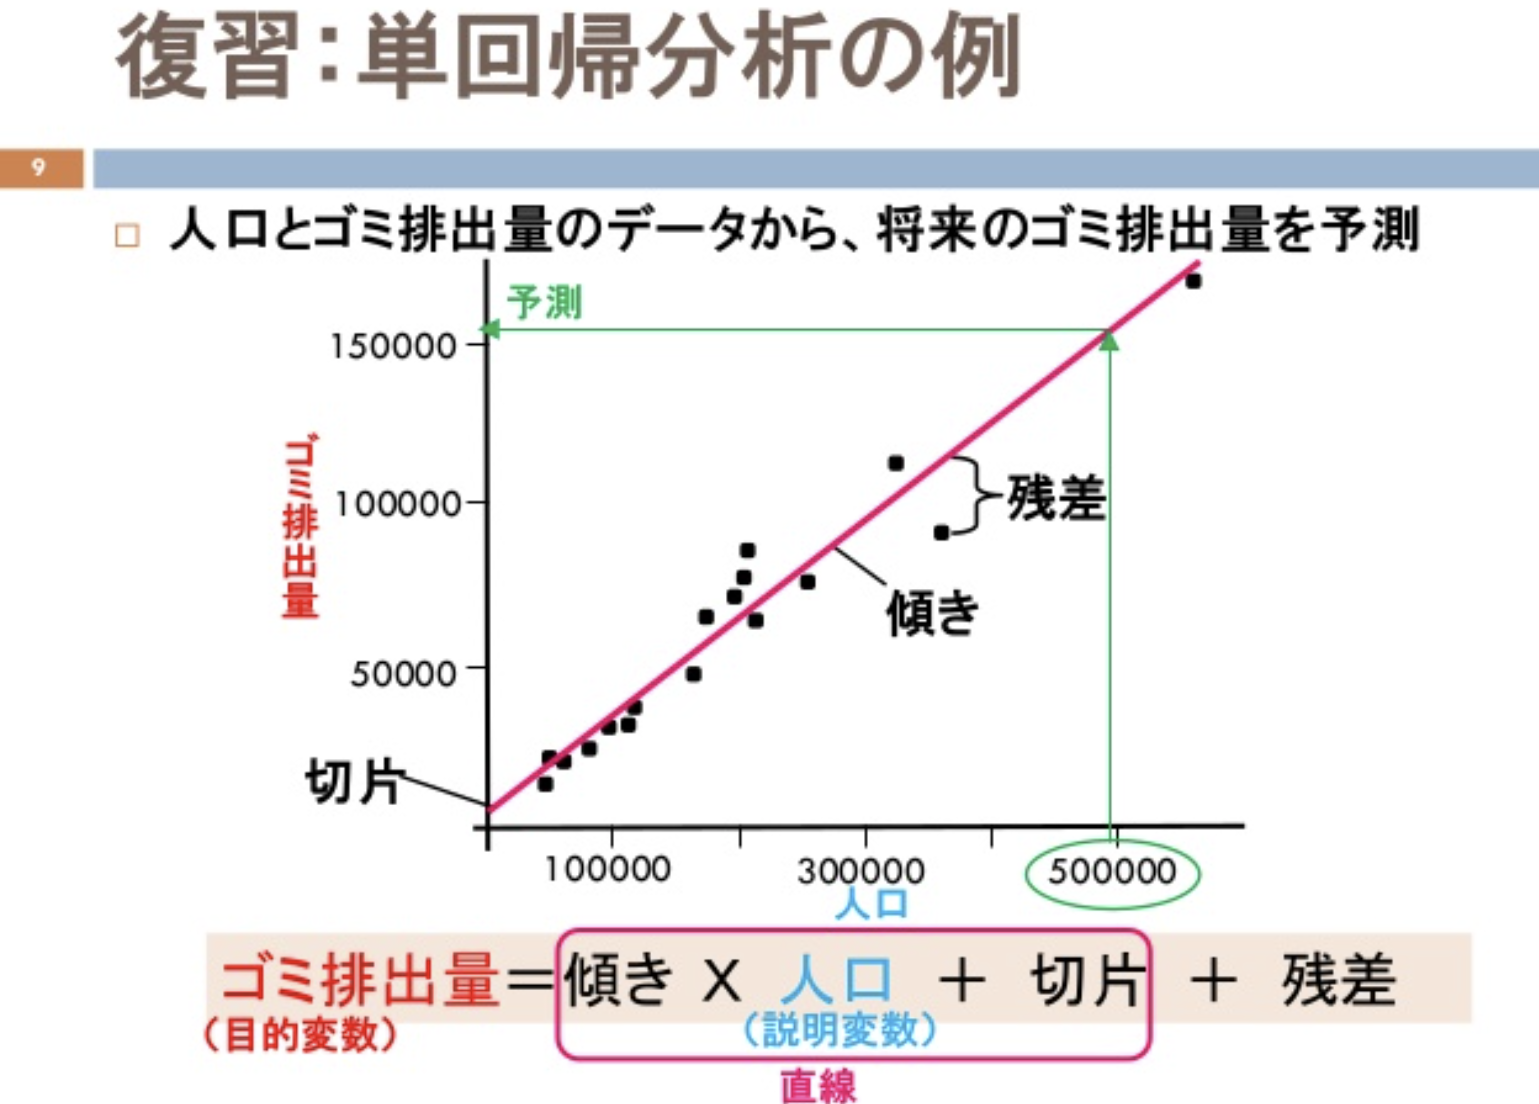 復習:単回帰分析の例
9
人口とゴミ排出量のデータから、将来のゴミ排出量を予測
予測
150000
ゴミ排出量
100000
残差
傾き
50000
切片
100000 300000 500000
人口
ゴミ排出量=傾き X 人口 + 切片 + 残差
(目的変数) (説明変数)
直線